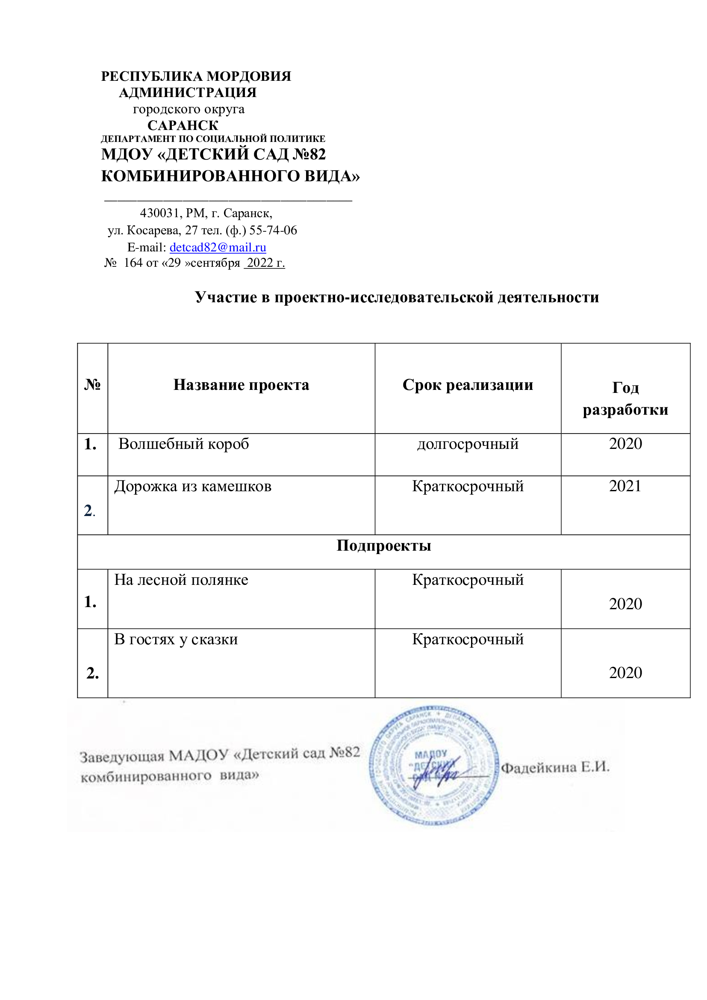 РЕСПУБЛИКА МОРДОВИЯ
АДМИНИСТРАЦИЯ
городского округа
САРАНСК
ДЕПАРТАМЕНТ ПО СОЦИАЛЬНОЙ ПОЛИТИКЕ
МДОУ «ДЕТСКИЙ САД №82
КОМБИНИРОВАННОГО ВИДА»
430031, РМ, г. Саранск,
ул. Косарева, 27 тел. (ф.) 55-74-06
E-mail: detcad82@mail.ru
№ 164 от «29 »сентября 2022 г.
Участие в проектно-исследовательской деятельности
№ Название проекта Срок реализации Год
разработки
1. Волшебный короб долгосрочный 2020
2. Дорожка из камешков Краткосрочный 2021
Подпроекты
1. На лесной полянке Краткосрочный 2020
2. В гостях у сказки Краткосрочный 2020
Заведующая МАДОУ «Детский сад №82
комбинированного вида»
МАДОУ
"ДЕТСКИЙ
Фадейкина Е.И.